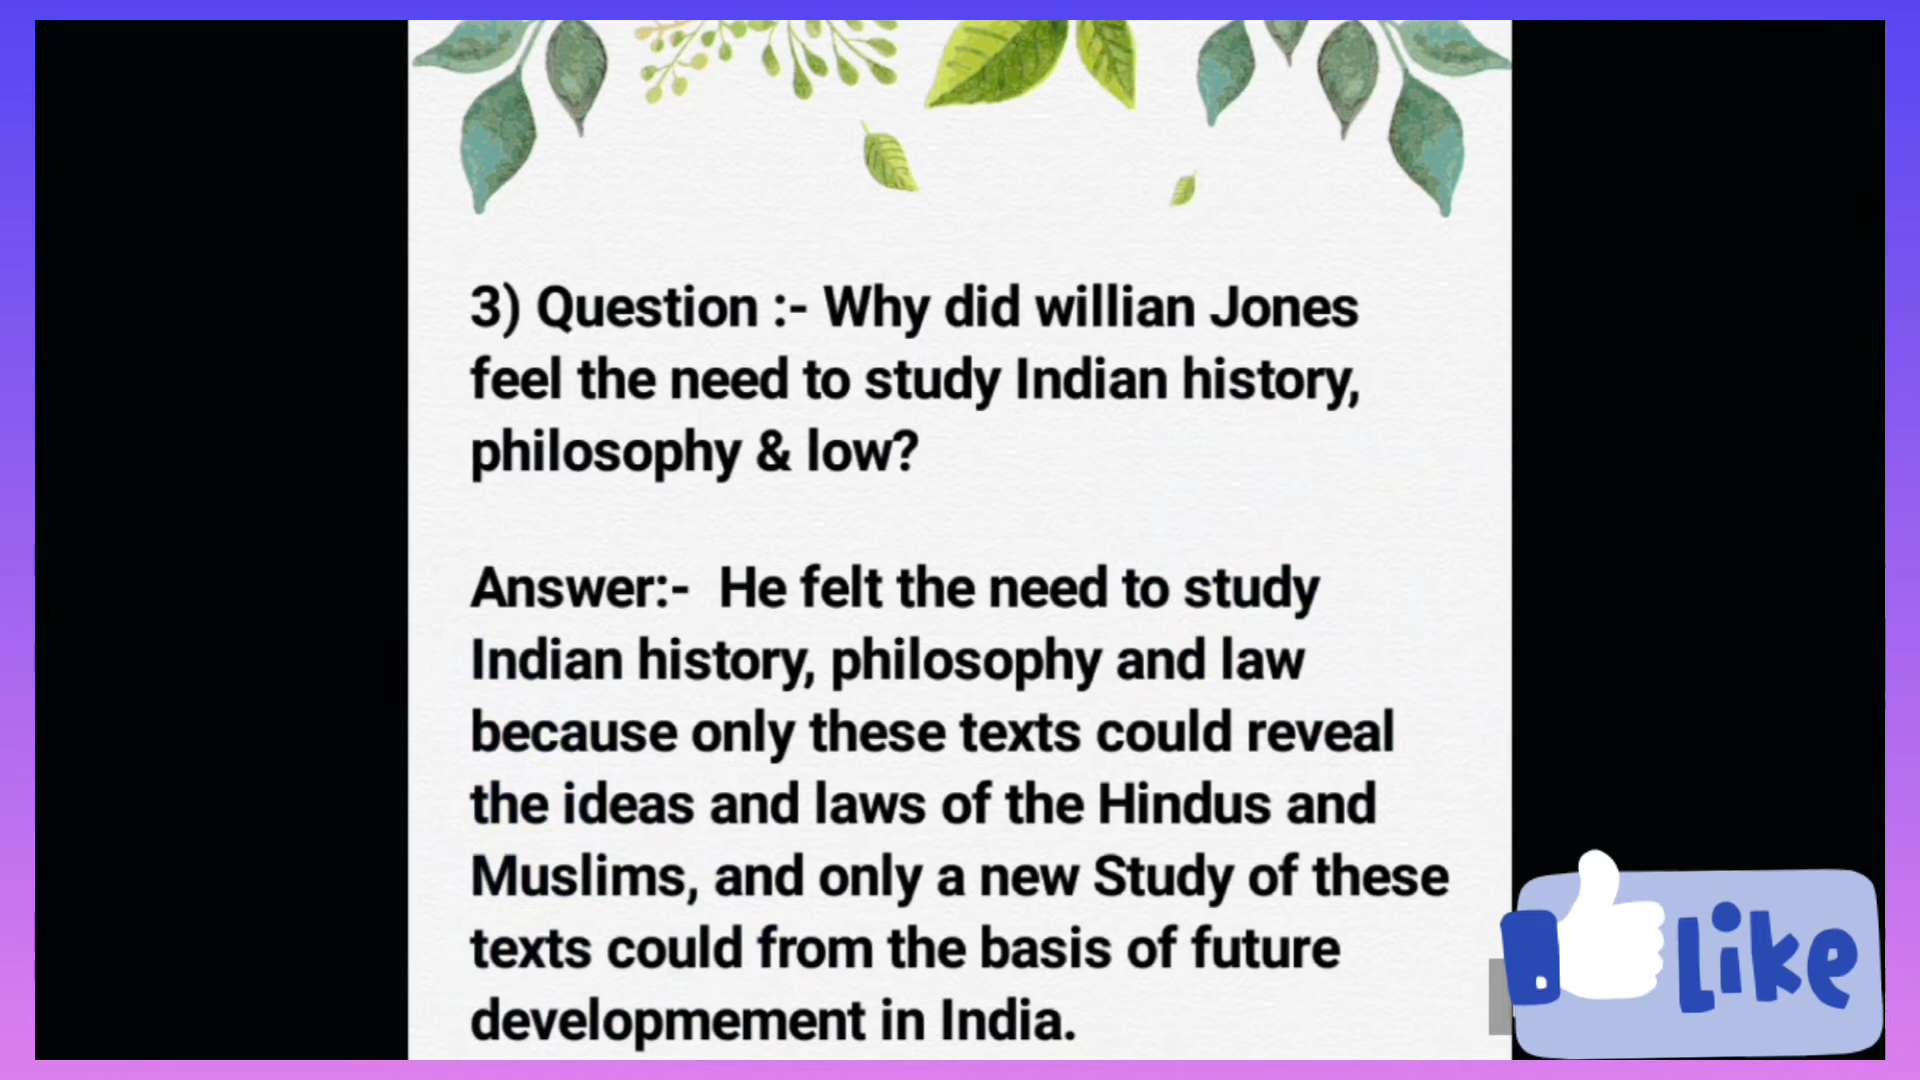 3) Question :- Why did willian Jones
feel the need to study Indian history,
philosophy & low?
Answer:-  He felt the need to study
Indian history, philosophy and law
because only these texts could reveal
the ideas and laws of the Hindus and
Muslims, and only a new Study of these
texts could from the basis of future
developmement in India.
Like